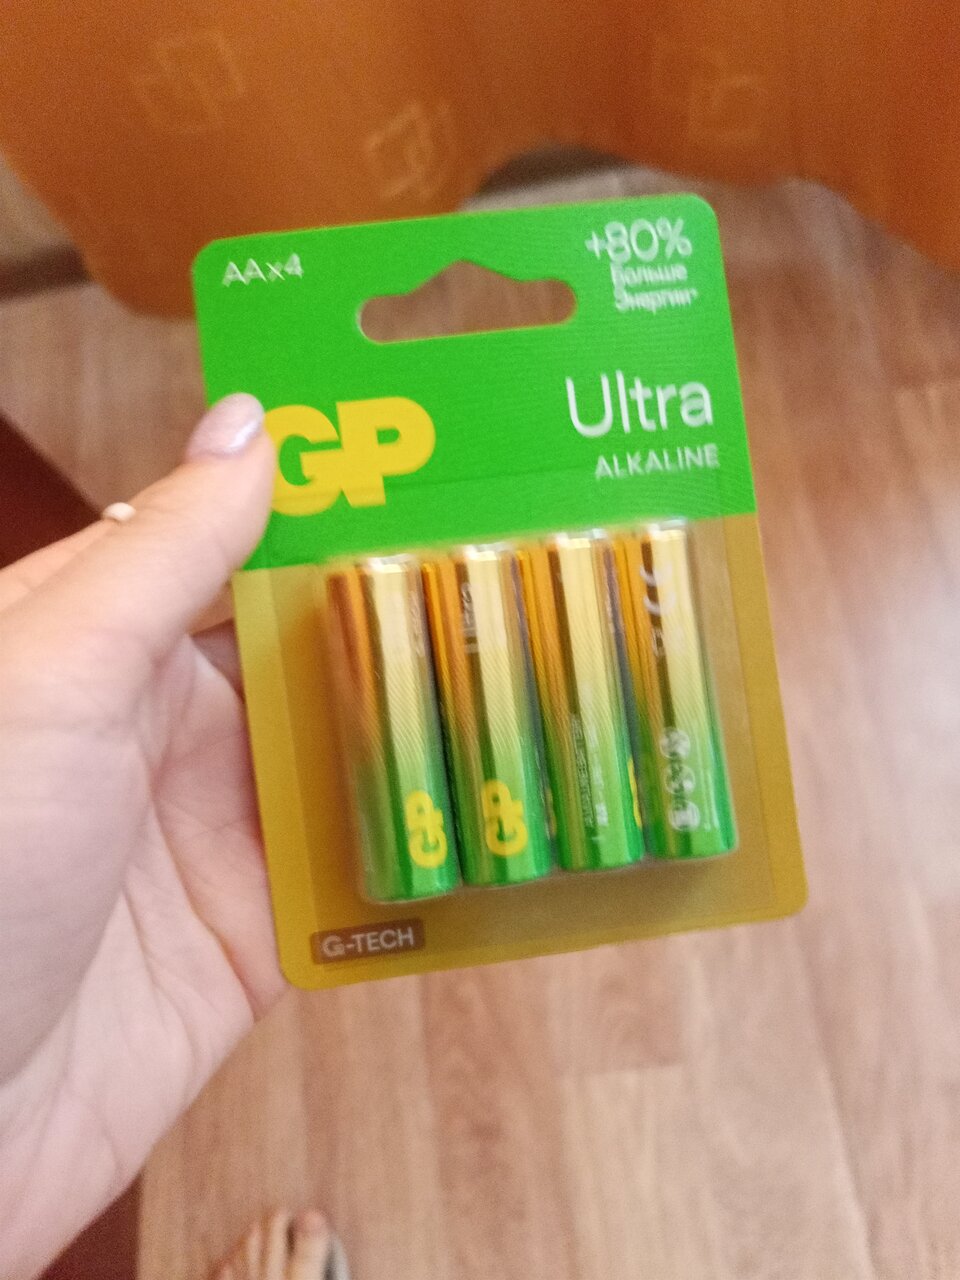 AAx4
+80%
Больше
Энергии*
GP
Ultra
ALKALINE
GP
GP
G-TECH